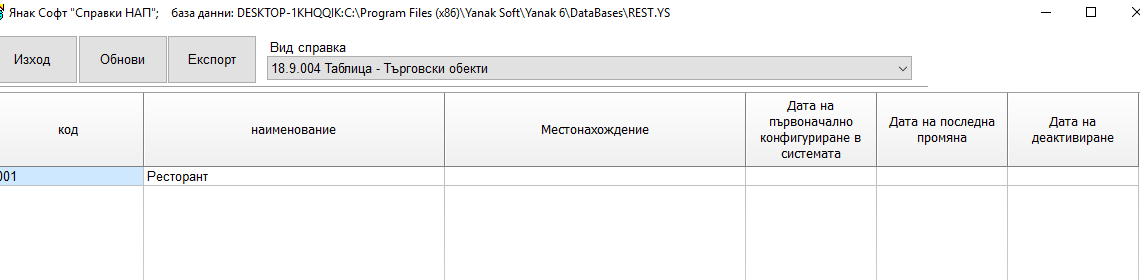 Янак Софт "Справки НАП"; база данни: DESKTOP-1KHQQIK:C:\Program Files (x86)\Yanak Soft\Yanak 6\DataBases\REST.YS
Изход Обнови Експорт
Вид справка
18.9.004 Таблица - Търговски обекти
код
наименование
Местонахождение
Дата на
първоначално
конфигуриране в
системата
Дата на последна
промяна
Дата на
деактивиране
001 Ресторант